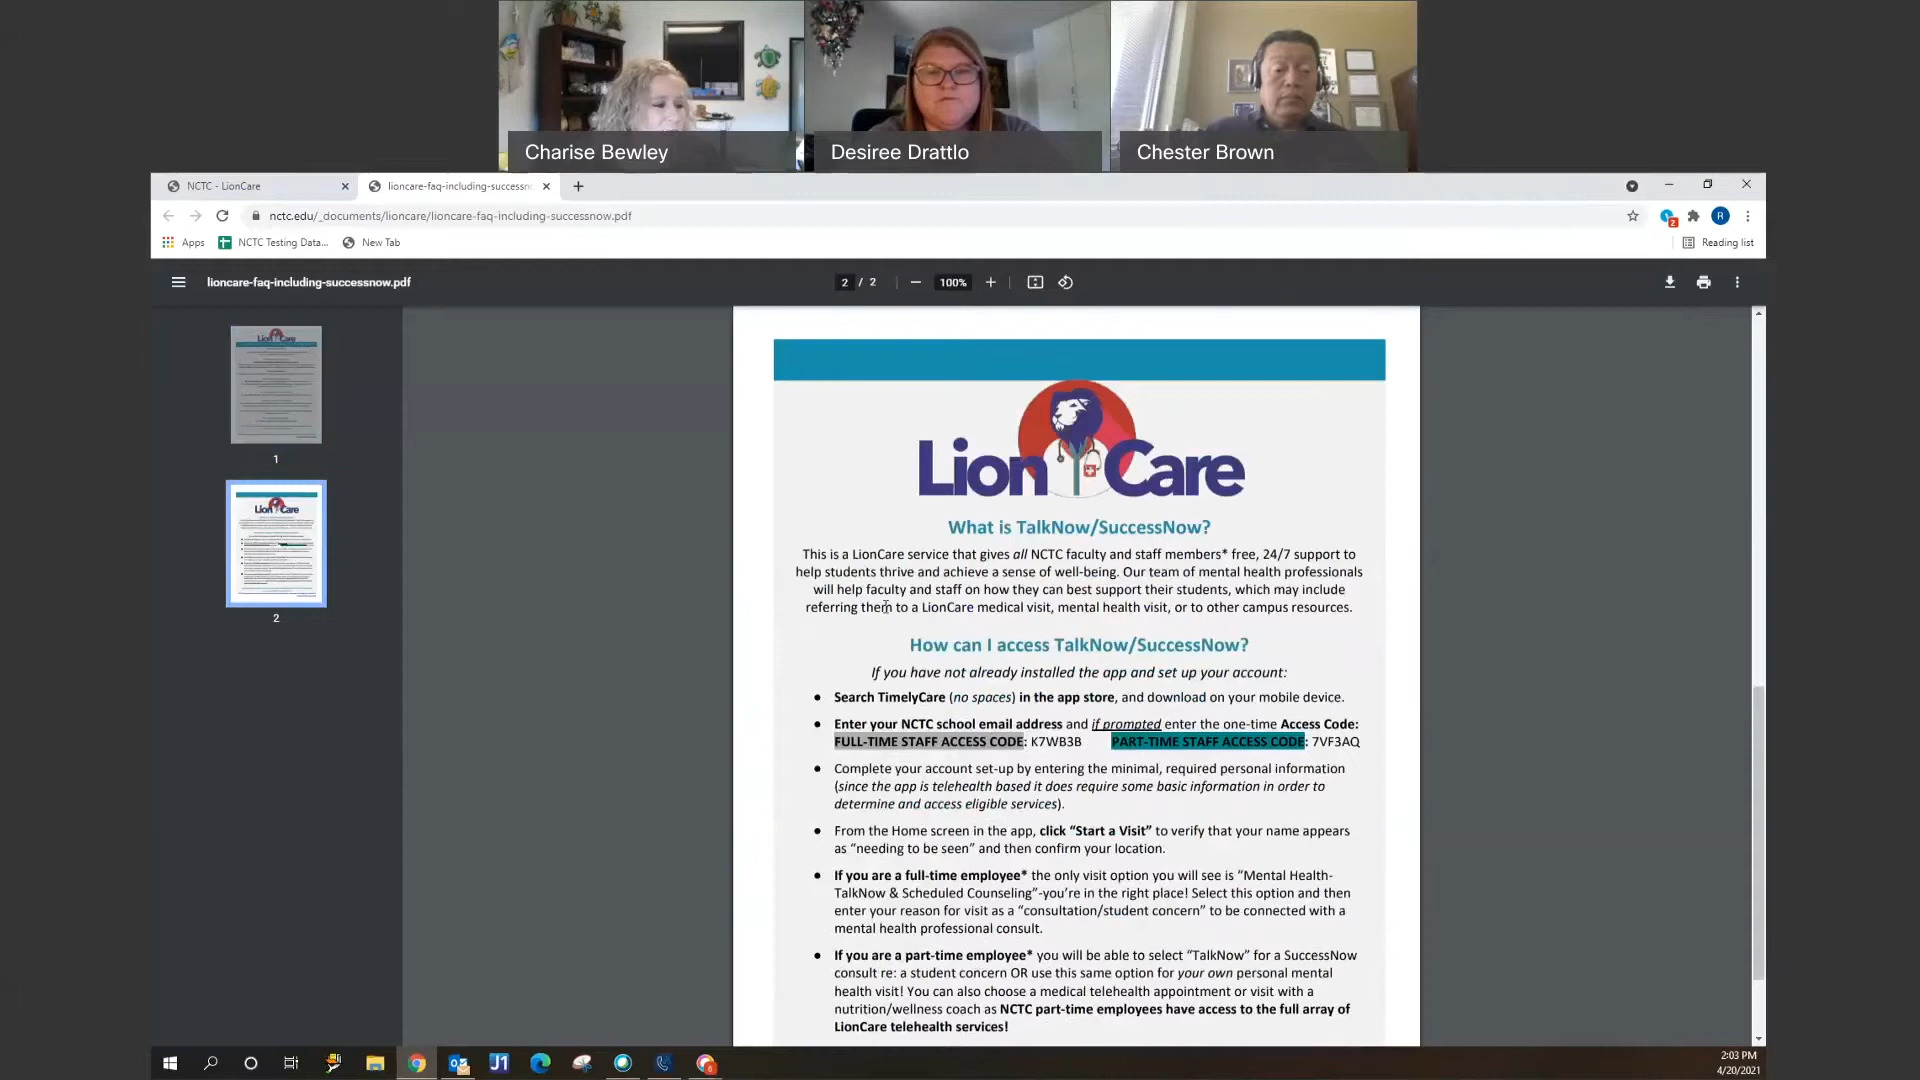 Charise Bewley
Desiree Drattlo
Chester Brown
NCTC - LionCare
lioncare-faq-including-successn
nctc.edu/_documents/lioncare/lioncare-faq-including-successnow.pdf
2
R
Apps
NCTC Testing Data...
New Tab
Reading list
lioncare-faq-including-successnow.pdf
2 / 2
100%
1
2
Lion Care
What is TalkNow/SuccessNow?
This is a LionCare service that gives all NCTC faculty and staff members* free, 24/7 support to
help students thrive and achieve a sense of well-being. Our team of mental health professionals
will help faculty and staff on how they can best support their students, which may include
referring them to a LionCare medical visit, mental health visit, or to other campus resources.
How can I access TalkNow/SuccessNow?
If you have not already installed the app and set up your account:
● Search TimelyCare (no spaces) in the app store, and download on your mobile device.
● Enter your NCTC school email address and if prompted enter the one-time Access Code:
FULL-TIME STAFF ACCESS CODE: K7WB3B PART-TIME STAFF ACCESS CODE: 7VF3AQ
● Complete your account set-up by entering the minimal, required personal information
(since the app is telehealth based it does require some basic information in order to
determine and access eligible services).
● From the Home screen in the app, click “Start a Visit” to verify that your name appears
as “needing to be seen” and then confirm your location.
● If you are a full-time employee* the only visit option you will see is “Mental Health-
TalkNow & Scheduled Counseling”-you’re in the right place! Select this option and then
enter your reason for visit as a “consultation/student concern” to be connected with a
mental health professional consult.
● If you are a part-time employee* you will be able to select “TalkNow” for a SuccessNow
consult re: a student concern OR use this same option for your own personal mental
health visit! You can also choose a medical telehealth appointment or visit with a
nutrition/wellness coach as NCTC part-time employees have access to the full array of
LionCare telehealth services!
J1
2:03 PM
4/20/2021